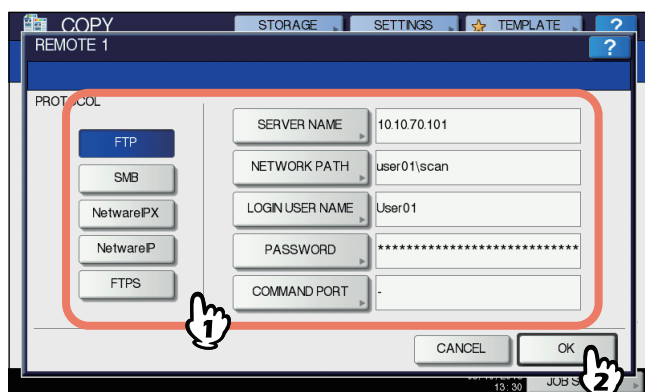 COPY STORAGE SETTINGS TEMPLATE ?
REMOTE 1 ?
PROTOCOL
FTP
SMB
NetwareIPX
NetwareIP
FTPS
SERVER NAME 10.10.70.101
NETWORK PATH user01\scan
LOGIN USER NAME User01
PASSWORD ****************************
COMMAND PORT -
1
CANCEL OK
2
13:30 JOB S